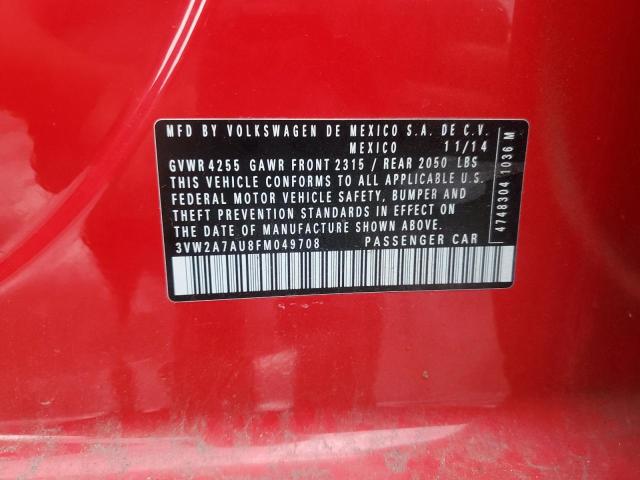 MFD BY VOLKSWAGEN DE MEXICO S.A. DE C.V.
MEXICO 11/14
GVWR 4255 GAWR FRONT 2315 / REAR 2050 LBS
THIS VEHICLE CONFORMS TO ALL APPLICABLE U.S.
FEDERAL MOTOR VEHICLE SAFETY, BUMPER AND
THEFT PREVENTION STANDARDS IN EFFECT ON
THE DATE OF MANUFACTURE SHOWN ABOVE.
3VW2A7AU8FM049708 PASSENGER CAR
4748304 1036 M